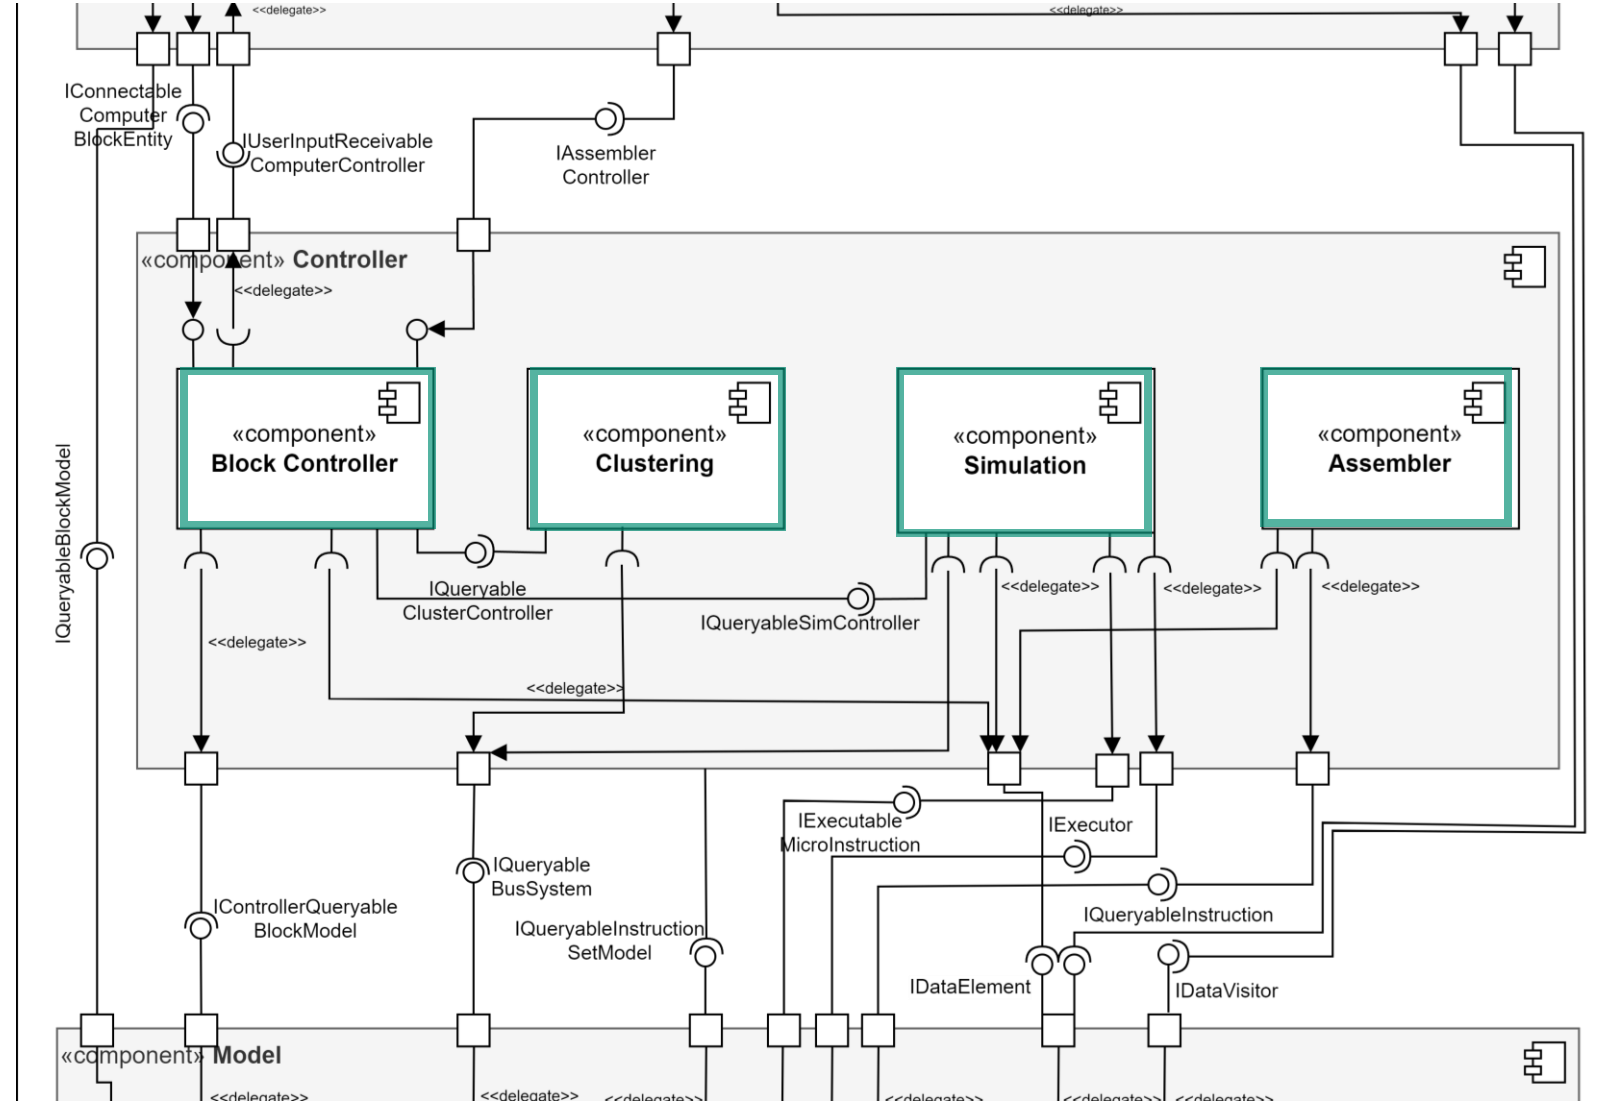 <<delegate>>
<<delegate>>
IConnectable
Computer
BlockEntity
IUserInputReceivable
ComputerController
IAssembler
Controller
«component» Controller
<<delegate>>
«component»
Block Controller
«component»
Clustering
«component»
Simulation
«component»
Assembler
IQueryableBlockModel
IQueryable
ClusterController
IQueryableSimController
<<delegate>>
<<delegate>>
<<delegate>>
<<delegate>>
<<delegate>>
IExecutable
MicroInstruction
IExecutor
IQueryable
BusSystem
IControllerQueryable
BlockModel
IQueryableInstruction
SetModel
IQueryableInstruction
IDataElement
IDataVisitor
«component» Model
<<delegate>>
<<delegate>>
<<delegate>>
<<delegate>>
<<delegate>>
<<delegate>>